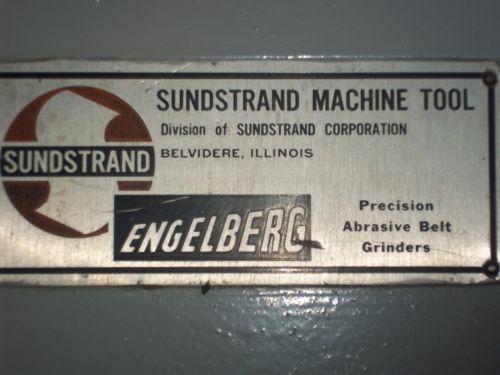 SUNDSTRAND MACHINE TOOL
Division of SUNDSTRAND CORPORATION
BELVIDERE, ILLINOIS
SUNDSTRAND
ENGELBERG
Precision
Abrasive Belt
Grinders